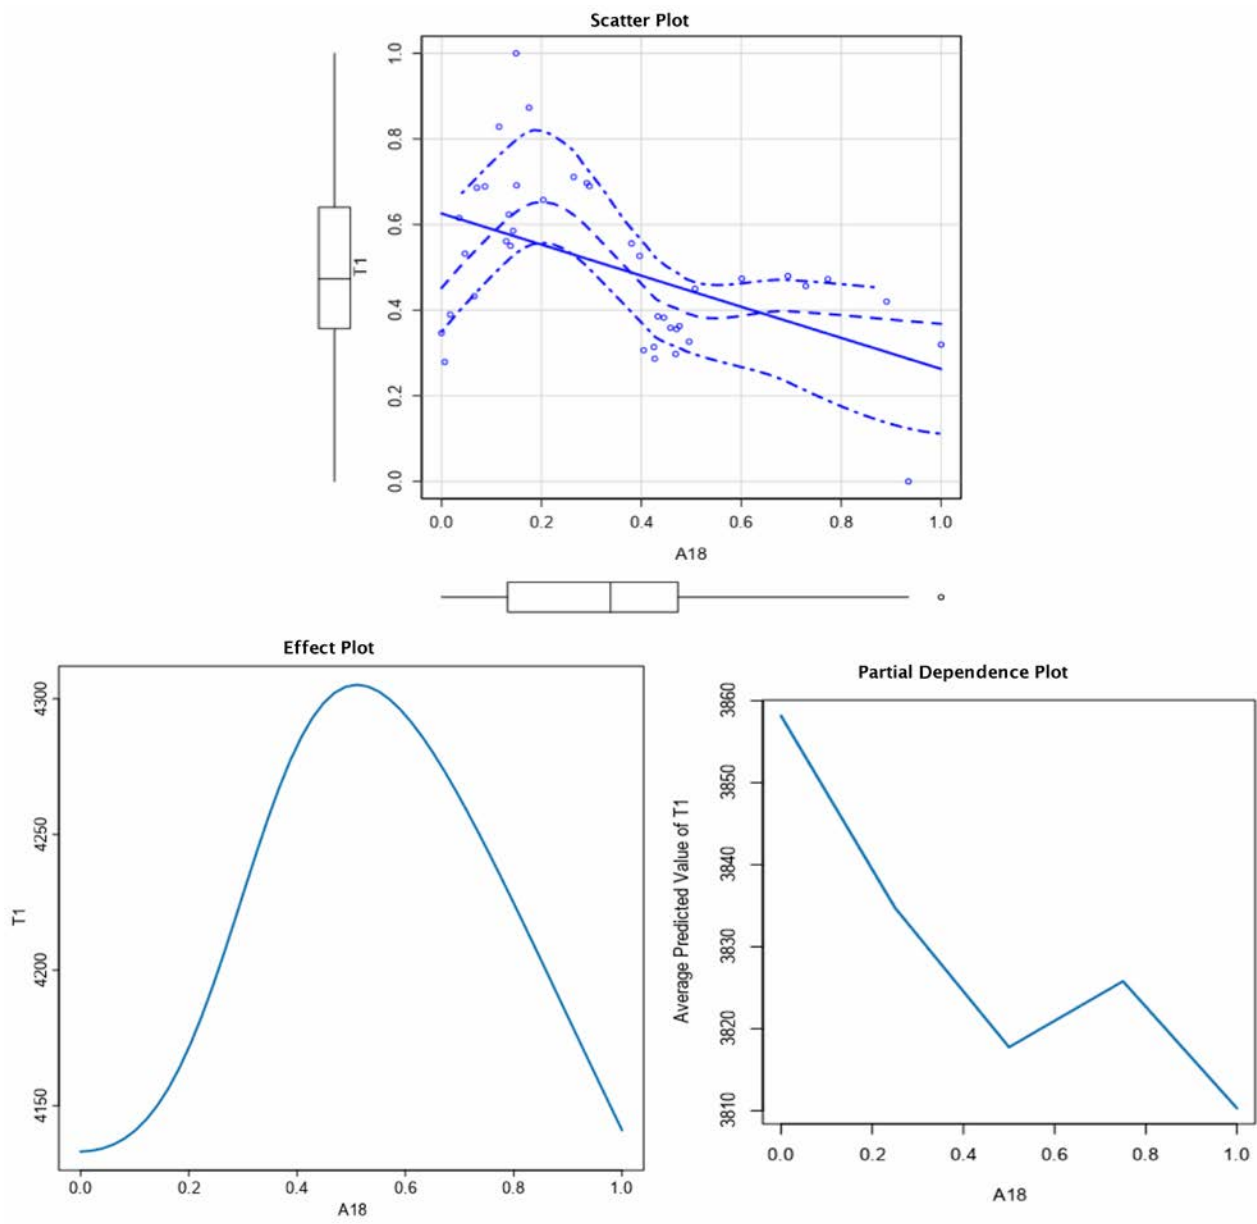 Scatter Plot
T1
1.0
0.8
0.6
0.4
0.2
0.0
0.0 0.2 0.4 0.6 0.8 1.0
A18
Effect Plot
T1
4300
4250
4200
4150
0.0 0.2 0.4 0.6 0.8 1.0
A18
Partial Dependence Plot
Average Predicted Value of T1
3860
3850
3840
3830
3820
3810
0.0 0.2 0.4 0.6 0.8 1.0
A18